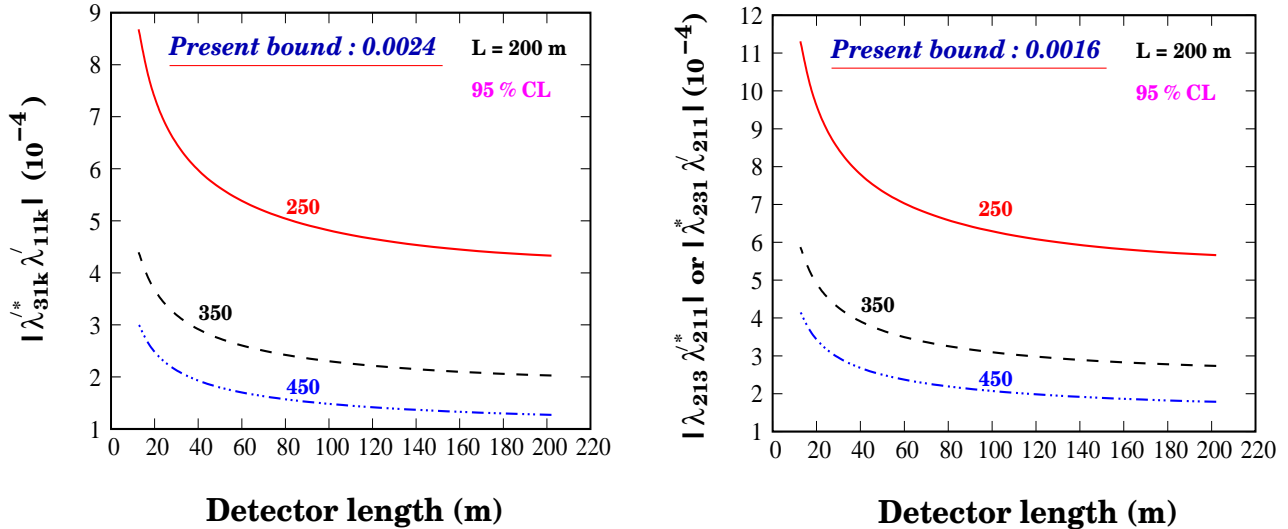 Present bound : 0.0024
L = 200 m
95 % CL
9
8
7
6
5
4
3
2
1
250
350
450
0 20 40 60 80 100 120 140 160 180 200 220
Detector length (m)
|λ′*31k λ′11k| (10−4)
Present bound : 0.0016
L = 200 m
95 % CL
12
11
10
9
8
7
6
5
4
3
2
1
250
350
450
0 20 40 60 80 100 120 140 160 180 200 220
Detector length (m)
|λ213 λ′*211| or |λ*231 λ′211| (10−4)